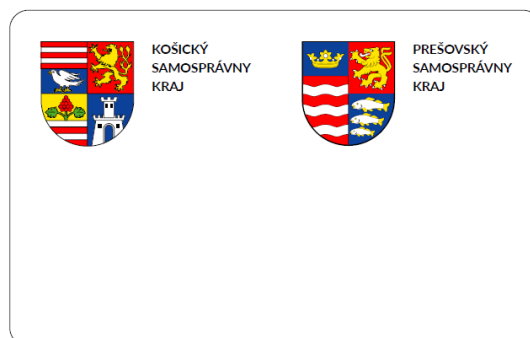 KOŠICKÝ
SAMOSPRÁVNY
KRAJ
PREŠOVSKÝ
SAMOSPRÁVNY
KRAJ